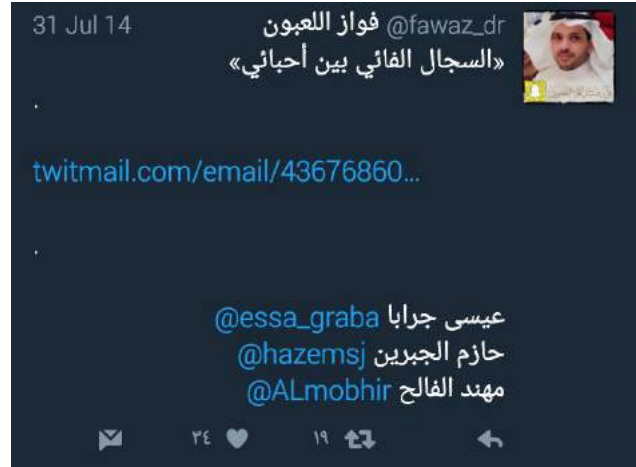 فواز اللعبون @fawaz_dr 31 Jul 14
«السجال الفائي بين أحبائي»
.
twitmail.com/email/43676860...
.
عيسى جرابا @essa_graba
حازم الجبرين @hazemsj
مهند الفالح @ALmobhir
١٩ ٣٤